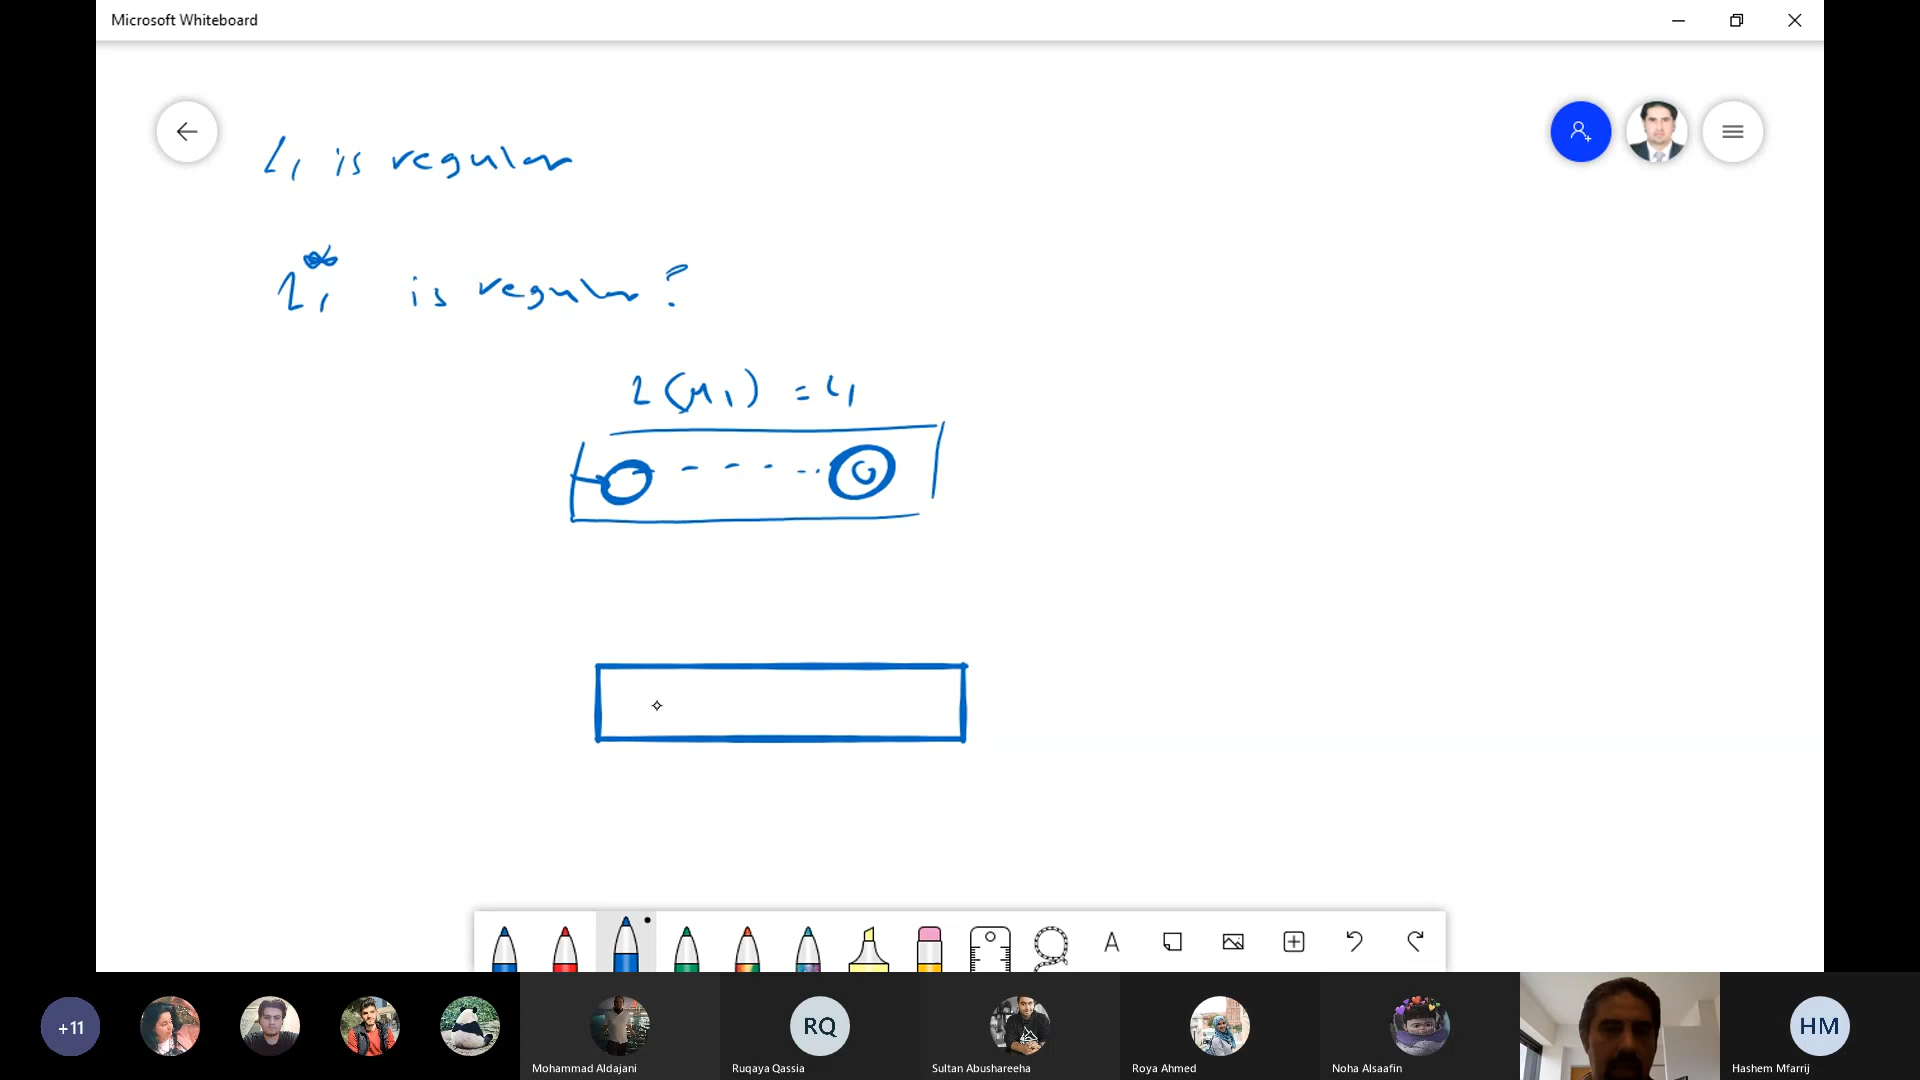 Microsoft Whiteboard
L1 is regular
L1* is regular?
L(M1) = L1
A
+11
RQ
HM
Mohammad Aldajani
Ruqaya Qassia
Sultan Abushareeha
Roya Ahmed
Noha Alsaafin
Hashem Mfarrij